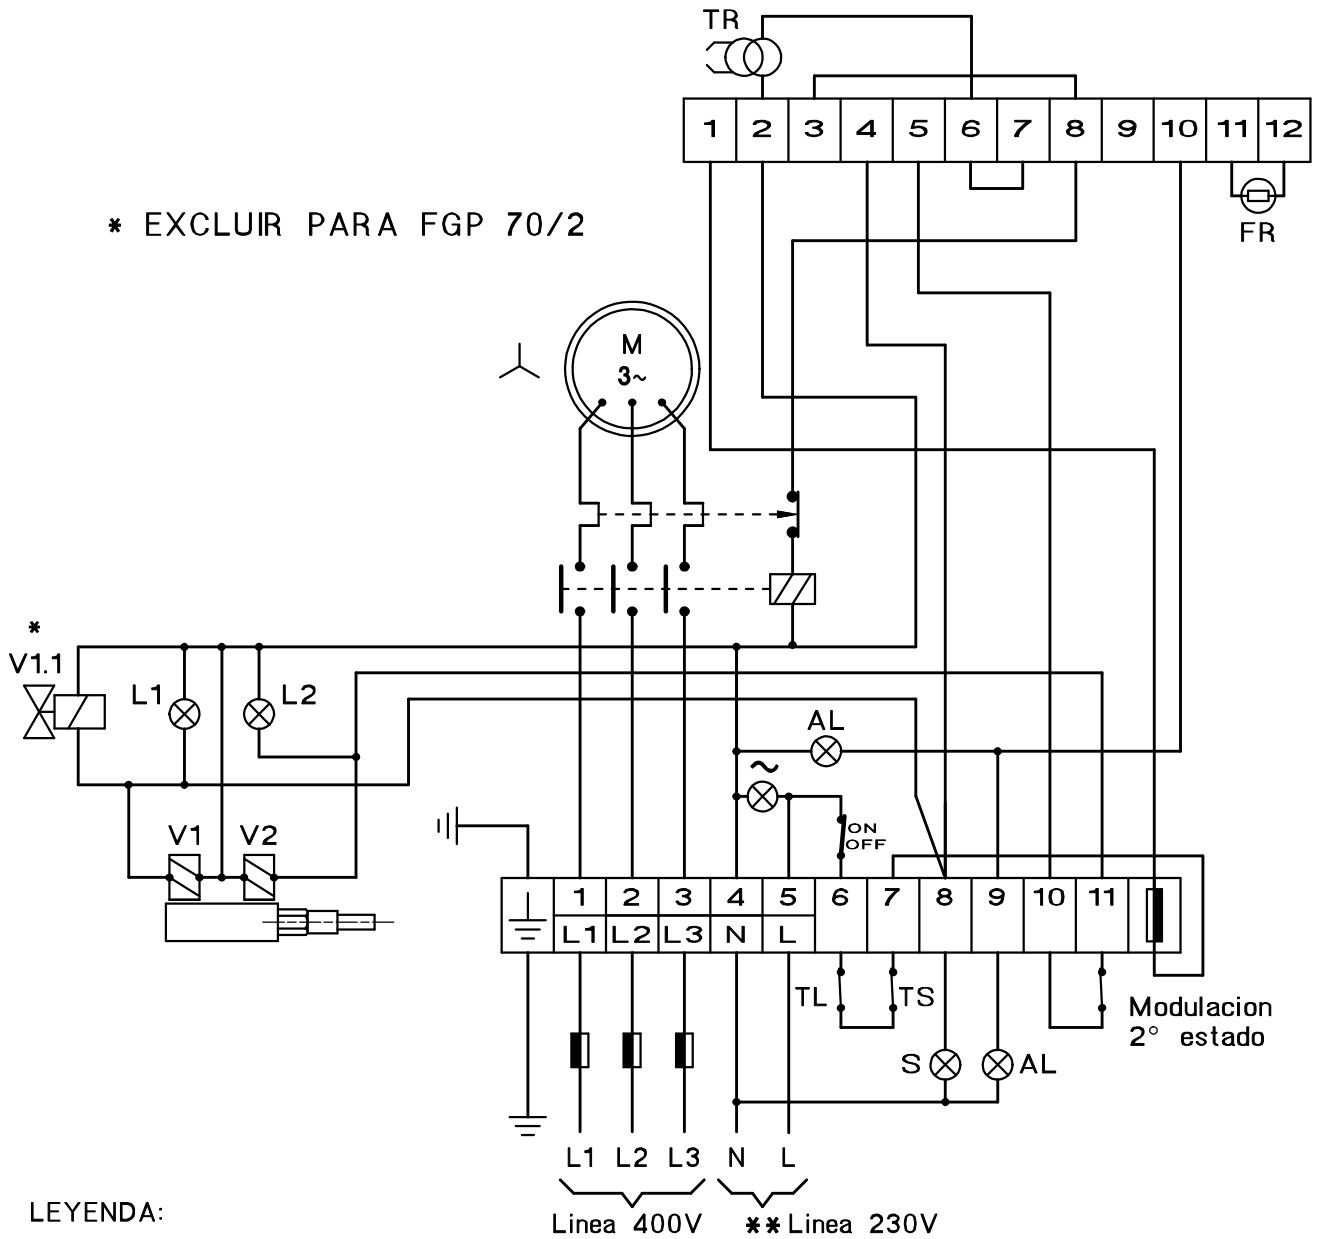 TR
1 2 3 4 5 6 7 8 9 10 11 12
* EXCLUIR PARA FGP 70/2
FR
M
3~
*
V1.1
L1
L2
AL
~
ON
OFF
V1
V2
1 2 3 4 5 6 7 8 9 10 11
L1 L2 L3 N L
TL
TS
Modulacion
2° estado
S
AL
L1 L2 L3 N L
LEYENDA:
Linea 400V
** Linea 230V